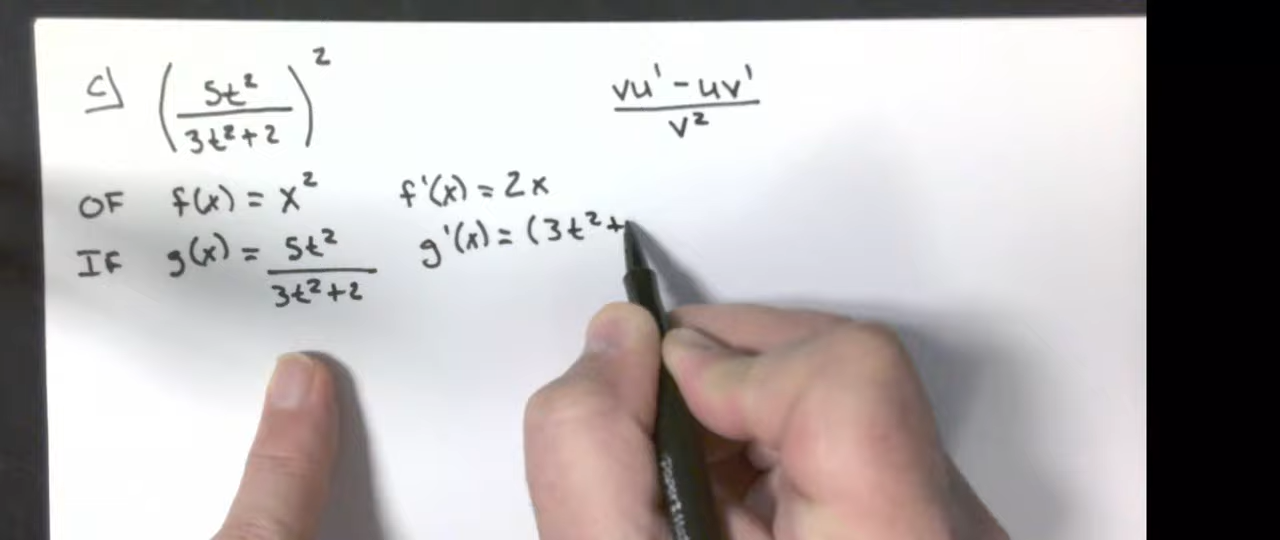 c) (5t²/(3t²+2))²
(vu' - uv')/v²
OF f(x) = x² f'(x) = 2x
IF g(x) = 5t²/(3t²+2) g'(x) = (3t²+